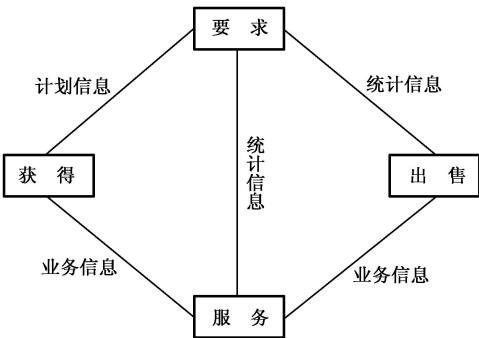 要 求
计划信息
统计信息
统计信息
获 得
出 售
业务信息
业务信息
服 务